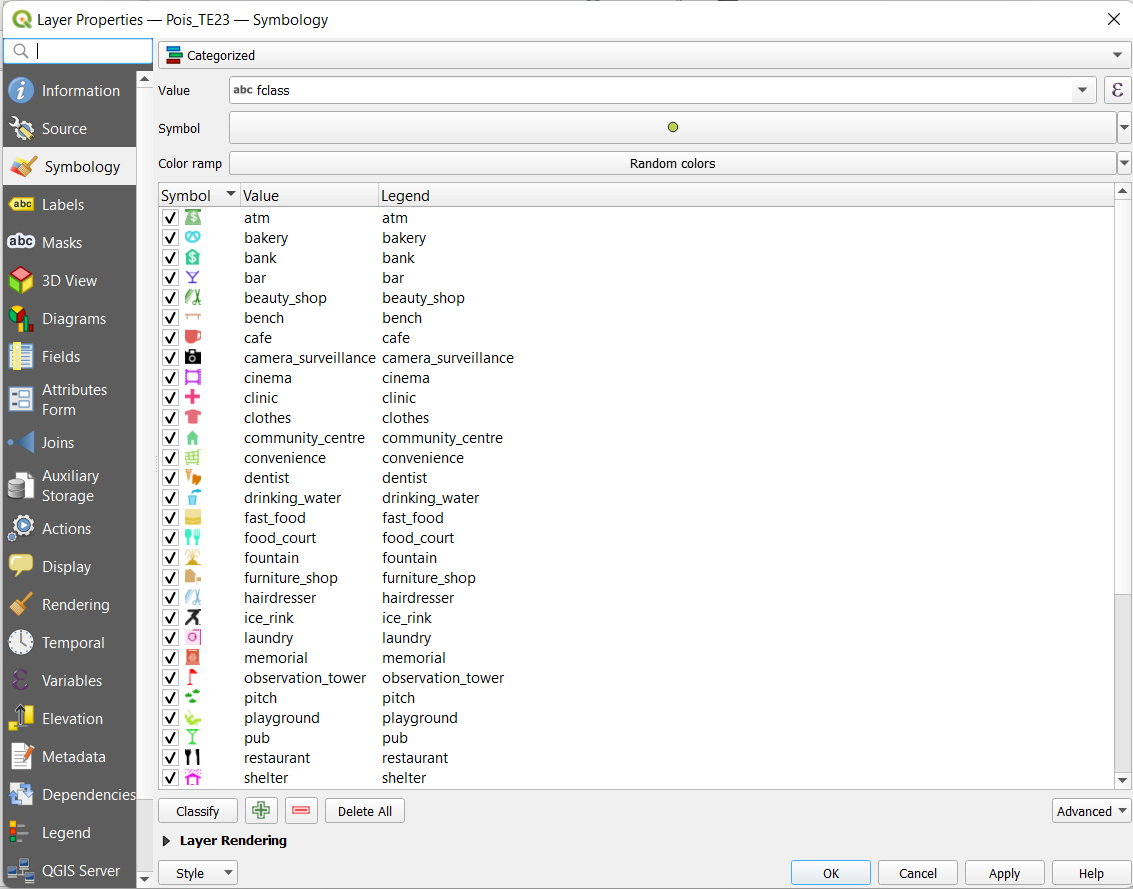 Layer Properties — Pois_TE23 — Symbology
Categorized
Information
Source
Symbology
Labels
Masks
3D View
Diagrams
Fields
Attributes
Form
Joins
Auxiliary
Storage
Actions
Display
Rendering
Temporal
Variables
Elevation
Metadata
Dependencies
Legend
QGIS Server
Value abc fclass ε
Symbol
Color ramp Random colors
Symbol Value Legend
atm atm
bakery bakery
bank bank
bar bar
beauty_shop beauty_shop
bench bench
cafe cafe
camera_surveillance camera_surveillance
cinema cinema
clinic clinic
clothes clothes
community_centre community_centre
convenience convenience
dentist dentist
drinking_water drinking_water
fast_food fast_food
food_court food_court
fountain fountain
furniture_shop furniture_shop
hairdresser hairdresser
ice_rink ice_rink
laundry laundry
memorial memorial
observation_tower observation_tower
pitch pitch
playground playground
pub pub
restaurant restaurant
shelter shelter
Classify Delete All Advanced
Layer Rendering
Style OK Cancel Apply Help